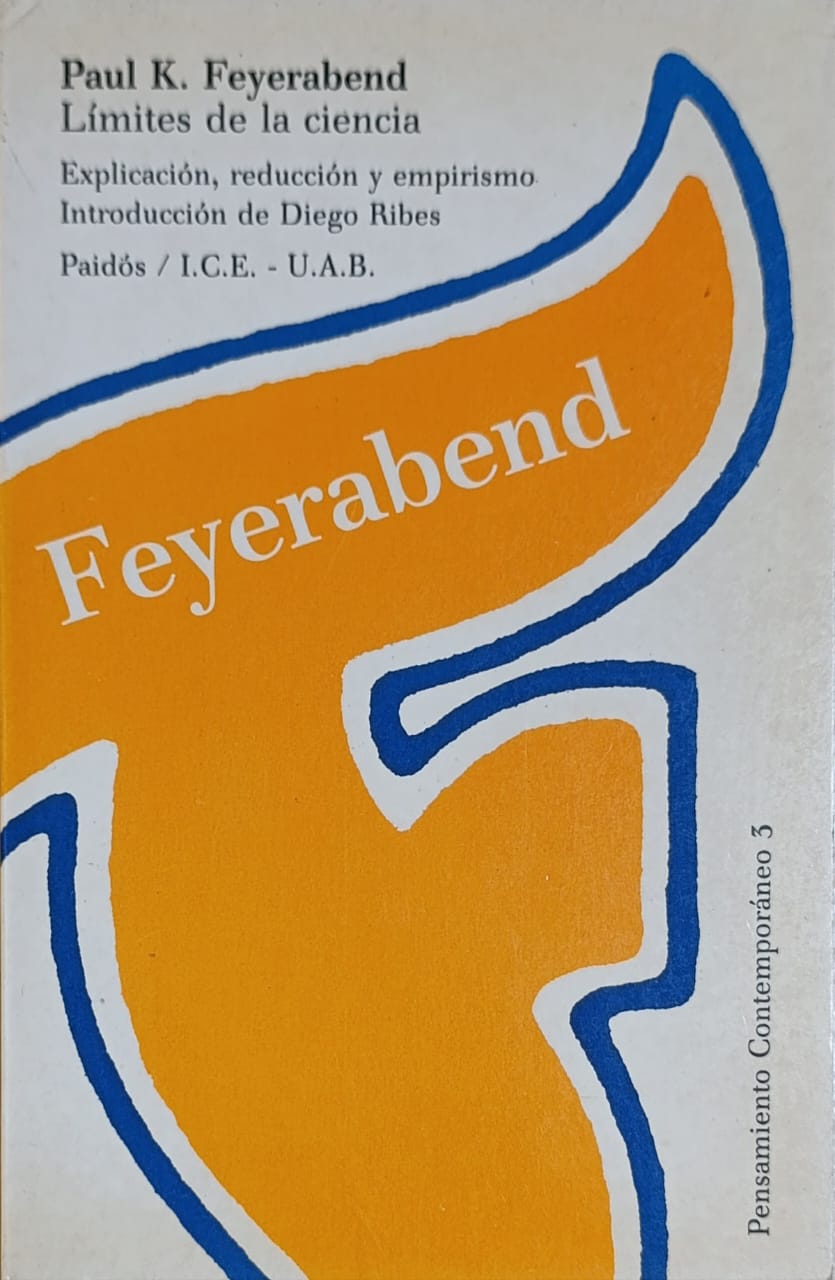 Paul K. Feyerabend
Límites de la ciencia
Explicación, reducción y empirismo
Introducción de Diego Ribes
Paidós / I.C.E. - U.A.B.
Feyerabend
Pensamiento Contemporáneo 3